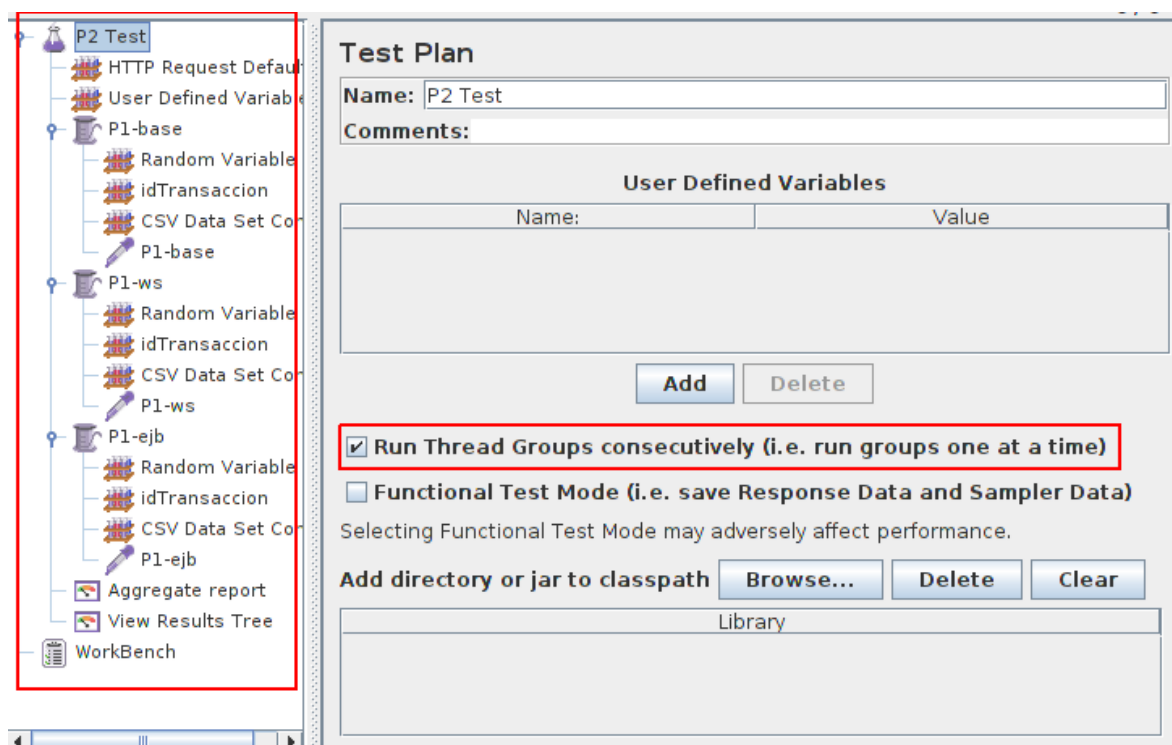 P2 Test
HTTP Request Defau
User Defined Variable
P1-base
Random Variable
idTransaccion
CSV Data Set Co
P1-base
P1-ws
Random Variable
idTransaccion
CSV Data Set Co
P1-ws
P1-ejb
Random Variable
idTransaccion
CSV Data Set Co
P1-ejb
Aggregate report
View Results Tree
WorkBench
Test Plan
Name: P2 Test
Comments:
User Defined Variables
Name: Value
Add Delete
Run Thread Groups consecutively (i.e. run groups one at a time)
Functional Test Mode (i.e. save Response Data and Sampler Data)
Selecting Functional Test Mode may adversely affect performance.
Add directory or jar to classpath Browse... Delete Clear
Library